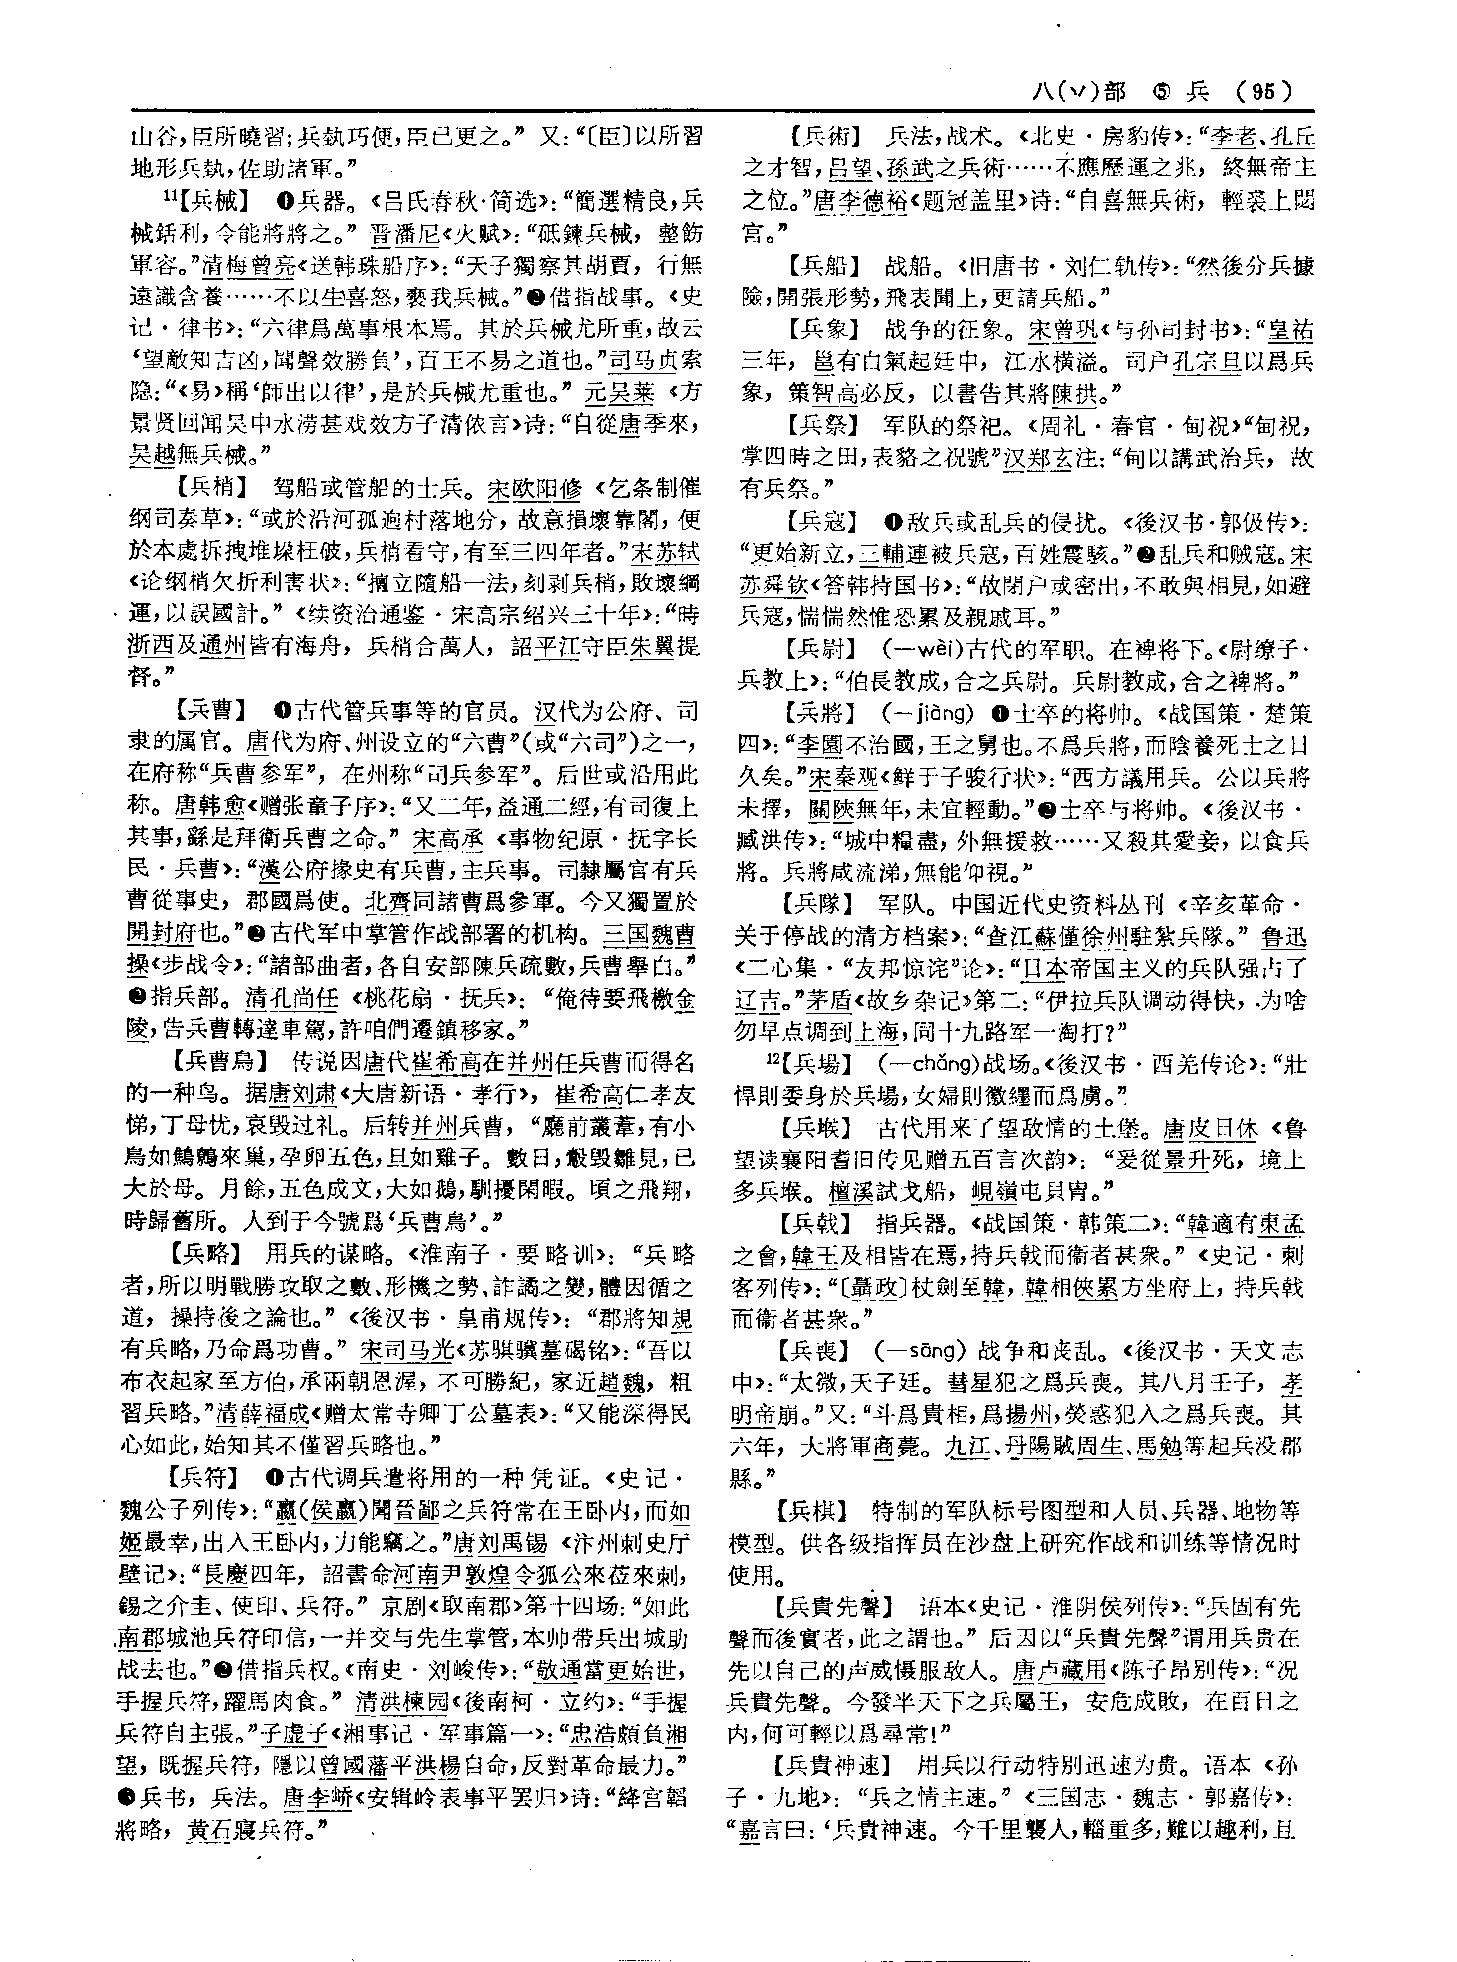 八(丷)部 ⑤ 兵 (95)
山谷，臣所曉習；兵埶巧便，臣已更之。”又：“〔臣〕以所習
地形兵埶，佐助諸軍。”
11【兵械】 ❶兵器。《吕氏春秋·简选》：“簡選精良，兵
械銛利，令能將將之。”晋潘尼《火赋》：“砥鍊兵械，整飭
軍容。”清梅曾亮《送韩珠船序》：“天子獨察其胡賈，行無
遠識含養……不以生喜怒，褻我兵械。”❷借指战事。《史
记·律书》：“六律爲萬事根本焉。其於兵械尤所重，故云
‘望敵知吉凶，聞聲效勝負’，百王不易之道也。”司马贞索
隐：“《易》稱‘師出以律’，是於兵械尤重也。”元吴莱《方
景贤回闻吴中水涝甚戏效方子清侬言》诗：“自從唐季來，
吴越無兵械。”
【兵梢】 驾船或管船的士兵。宋欧阳修《乞条制催
纲司奏草》：“或於沿河孤迥村落地分，故意損壞靠閣，便
於本處拆拽堆垛枉破，兵梢看守，有至三四年者。”宋苏轼
《论纲梢欠折利害状》：“擅立隨船一法，刻剥兵梢，敗壞綱
運，以誤國計。”《续资治通鉴·宋高宗绍兴三十年》：“時
浙西及通州皆有海舟，兵梢合萬人，詔平江守臣朱翼提
督。”
【兵曹】 ❶古代管兵事等的官员。汉代为公府、司
隶的属官。唐代为府、州设立的“六曹”(或“六司”)之一，
在府称“兵曹参军”，在州称“司兵参军”。后世或沿用此
称。唐韩愈《赠张童子序》：“又二年，益通二經，有司復上
其事，繇是拜衛兵曹之命。”宋高承《事物纪原·抚字长
民·兵曹》：“漢公府掾史有兵曹，主兵事。司隸屬官有兵
曹從事史，郡國爲使。北齊同諸曹爲參軍。今又獨置於
開封府也。”❷古代军中掌管作战部署的机构。三国魏曹
操《步战令》：“諸部曲者，各自安部陳兵疏數，兵曹舉白。”
❸指兵部。清孔尚任《桃花扇·抚兵》：“俺待要飛檄金
陵，告兵曹轉達車駕，許咱們遷鎮移家。”
【兵曹鳥】 传说因唐代崔希高在并州任兵曹而得名
的一种鸟。据唐刘肃《大唐新语·孝行》，崔希高仁孝友
悌，丁母忧，哀毁过礼。后转并州兵曹，“廳前叢葦，有小
鳥如鷦鷯來巢，孕卵五色，旦如雞子。數日，鷇毁雛見，已
大於母。月餘，五色成文，大如鵝，馴擾閑暇。頃之飛翔，
時歸舊所。人到于今號爲‘兵曹鳥’。”
【兵略】 用兵的谋略。《淮南子·要略训》：“兵略
者，所以明戰勝攻取之數、形機之勢、詐譎之變，體因循之
道，操持後之論也。”《後汉书·皇甫规传》：“郡將知規
有兵略，乃命爲功曹。”宋司马光《苏骐骥墓碣铭》：“吾以
布衣起家至方伯，承兩朝恩渥，不可勝紀，家近趙魏，粗
習兵略。”清薛福成《赠太常寺卿丁公墓表》：“又能深得民
心如此，始知其不僅習兵略也。”
【兵符】 ❶古代调兵遣将用的一种凭证。《史记·
魏公子列传》：“嬴(侯嬴)聞晉鄙之兵符常在王卧内，而如
姬最幸，出入王卧内，力能竊之。”唐刘禹锡《汴州刺史厅
壁记》：“長慶四年，詔書命河南尹敦煌令狐公來莅來刺，
錫之介圭、使印、兵符。”京剧《取南郡》第十四场：“如此
南郡城池兵符印信，一并交与先生掌管，本帅带兵出城助
战去也。”❷借指兵权。《南史·刘峻传》：“敬通當更始世，
手握兵符，躍馬肉食。”清洪楝园《後南柯·立约》：“手握
兵符自主張。”子虚子《湘事记·军事篇一》：“忠浩頗負湘
望，既握兵符，隱以曾國藩平洪楊自命，反對革命最力。”
❸兵书，兵法。唐李峤《安辑岭表事平罢归》诗：“絳宫韜
將略，黄石寢兵符。”
【兵術】 兵法，战术。《北史·房豹传》：“李老、孔丘
之才智，吕望、孫武之兵術……不應歷運之兆，終無帝主
之位。”唐李德裕《题冠盖里》诗：“自喜無兵術，輕裘上閟
宫。”
【兵船】 战船。《旧唐书·刘仁轨传》：“然後分兵據
險，開張形勢，飛表聞上，更請兵船。”
【兵象】 战争的征象。宋曾巩《与孙司封书》：“皇祐
三年，邕有白氣起廷中，江水横溢。司户孔宗旦以爲兵
象，策智高必反，以書告其將陳拱。”
【兵祭】 军队的祭祀。《周礼·春官·甸祝》“甸祝，
掌四時之田，表貉之祝號”汉郑玄注：“甸以講武治兵，故
有兵祭。”
【兵寇】 ❶敌兵或乱兵的侵扰。《後汉书·郭伋传》：
“更始新立，三輔連被兵寇，百姓震駭。”❷乱兵和贼寇。宋
苏舜钦《答韩持国书》：“故閉户或密出，不敢與相見，如避
兵寇，惴惴然惟恐累及親戚耳。”
【兵尉】 (—wèi)古代的军职。在裨将下。《尉缭子·
兵教上》：“伯長教成，合之兵尉。兵尉教成，合之裨將。”
【兵將】 (—jiàng) ❶士卒的将帅。《战国策·楚策
四》：“李園不治國，王之舅也。不爲兵將，而陰養死士之日
久矣。”宋秦观《鲜于子骏行状》：“西方議用兵。公以兵將
未擇，關陜無年，未宜輕動。”❷士卒与将帅。《後汉书·
臧洪传》：“城中糧盡，外無援救……又殺其愛妾，以食兵
將。兵將咸流涕，無能仰視。”
【兵隊】 军队。中国近代史资料丛刊《辛亥革命·
关于停战的清方档案》：“查江蘇僅徐州駐紮兵隊。”鲁迅
《二心集·“友邦惊诧”论》：“日本帝国主义的兵队强占了
辽吉。”茅盾《故乡杂记》第二：“伊拉兵队调动得快，为啥
勿早点调到上海，同十九路军一淘打？”
12【兵場】 (—chǎng)战场。《後汉书·西羌传论》：“壯
悍則委身於兵場，女婦則徽纆而爲虜。”
【兵堠】 古代用来了望敌情的土堡。唐皮日休《鲁
望读襄阳耆旧传见赠五百言次韵》：“爰從景升死，境上
多兵堠。檀溪試戈船，峴嶺屯貝冑。”
【兵戟】 指兵器。《战国策·韩策二》：“韓適有東孟
之會，韓王及相皆在焉，持兵戟而衞者甚衆。”《史记·刺
客列传》：“〔聶政〕杖劍至韓，韓相俠累方坐府上，持兵戟
而衞者甚衆。”
【兵喪】 (—sāng) 战争和丧乱。《後汉书·天文志
中》：“太微，天子廷。彗星犯之爲兵喪。其八月壬子，孝
明帝崩。”又：“斗爲貴相，爲揚州，熒惑犯入之爲兵喪。其
六年，大將軍商薨。九江、丹陽賊周生、馬勉等起兵没郡
縣。”
【兵棋】 特制的军队标号图型和人员、兵器、地物等
模型。供各级指挥员在沙盘上研究作战和训练等情况时
使用。
【兵貴先聲】 语本《史记·淮阴侯列传》：“兵固有先
聲而後實者，此之謂也。”后因以“兵貴先聲”谓用兵贵在
先以自己的声威慑服敌人。唐卢藏用《陈子昂别传》：“况
兵貴先聲。今發半天下之兵屬王，安危成敗，在百日之
内，何可輕以爲尋常！”
【兵貴神速】 用兵以行动特别迅速为贵。语本《孙
子·九地》：“兵之情主速。”《三国志·魏志·郭嘉传》：
“嘉言曰：‘兵貴神速。今千里襲人，輜重多，難以趣利，且